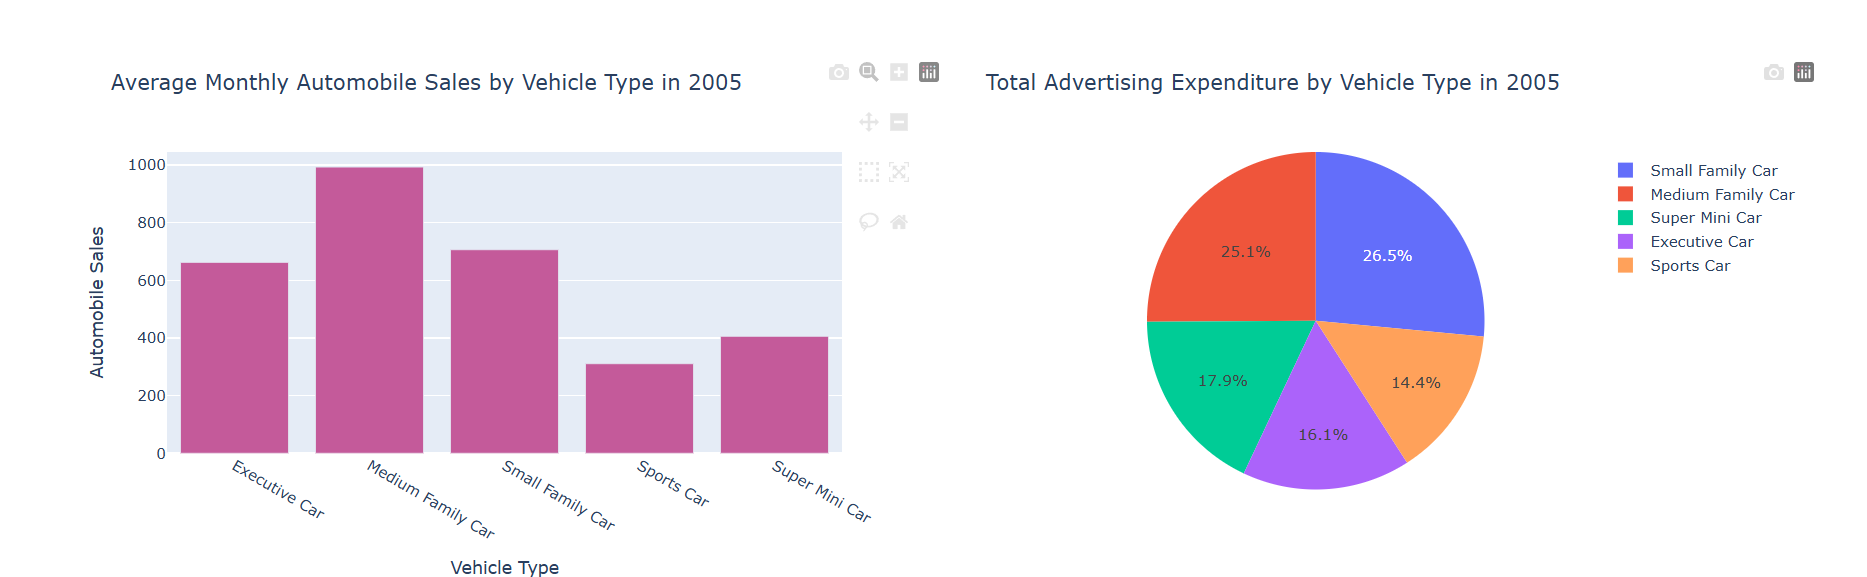 Average Monthly Automobile Sales by Vehicle Type in 2005
1000
800
600
400
200
0
Automobile Sales
Executive Car
Medium Family Car
Small Family Car
Sports Car
Super Mini Car
Vehicle Type
Total Advertising Expenditure by Vehicle Type in 2005
26.5%
25.1%
17.9%
16.1%
14.4%
Small Family Car
Medium Family Car
Super Mini Car
Executive Car
Sports Car